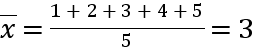 x̅ = (1 + 2 + 3 + 4 + 5)/5 = 3